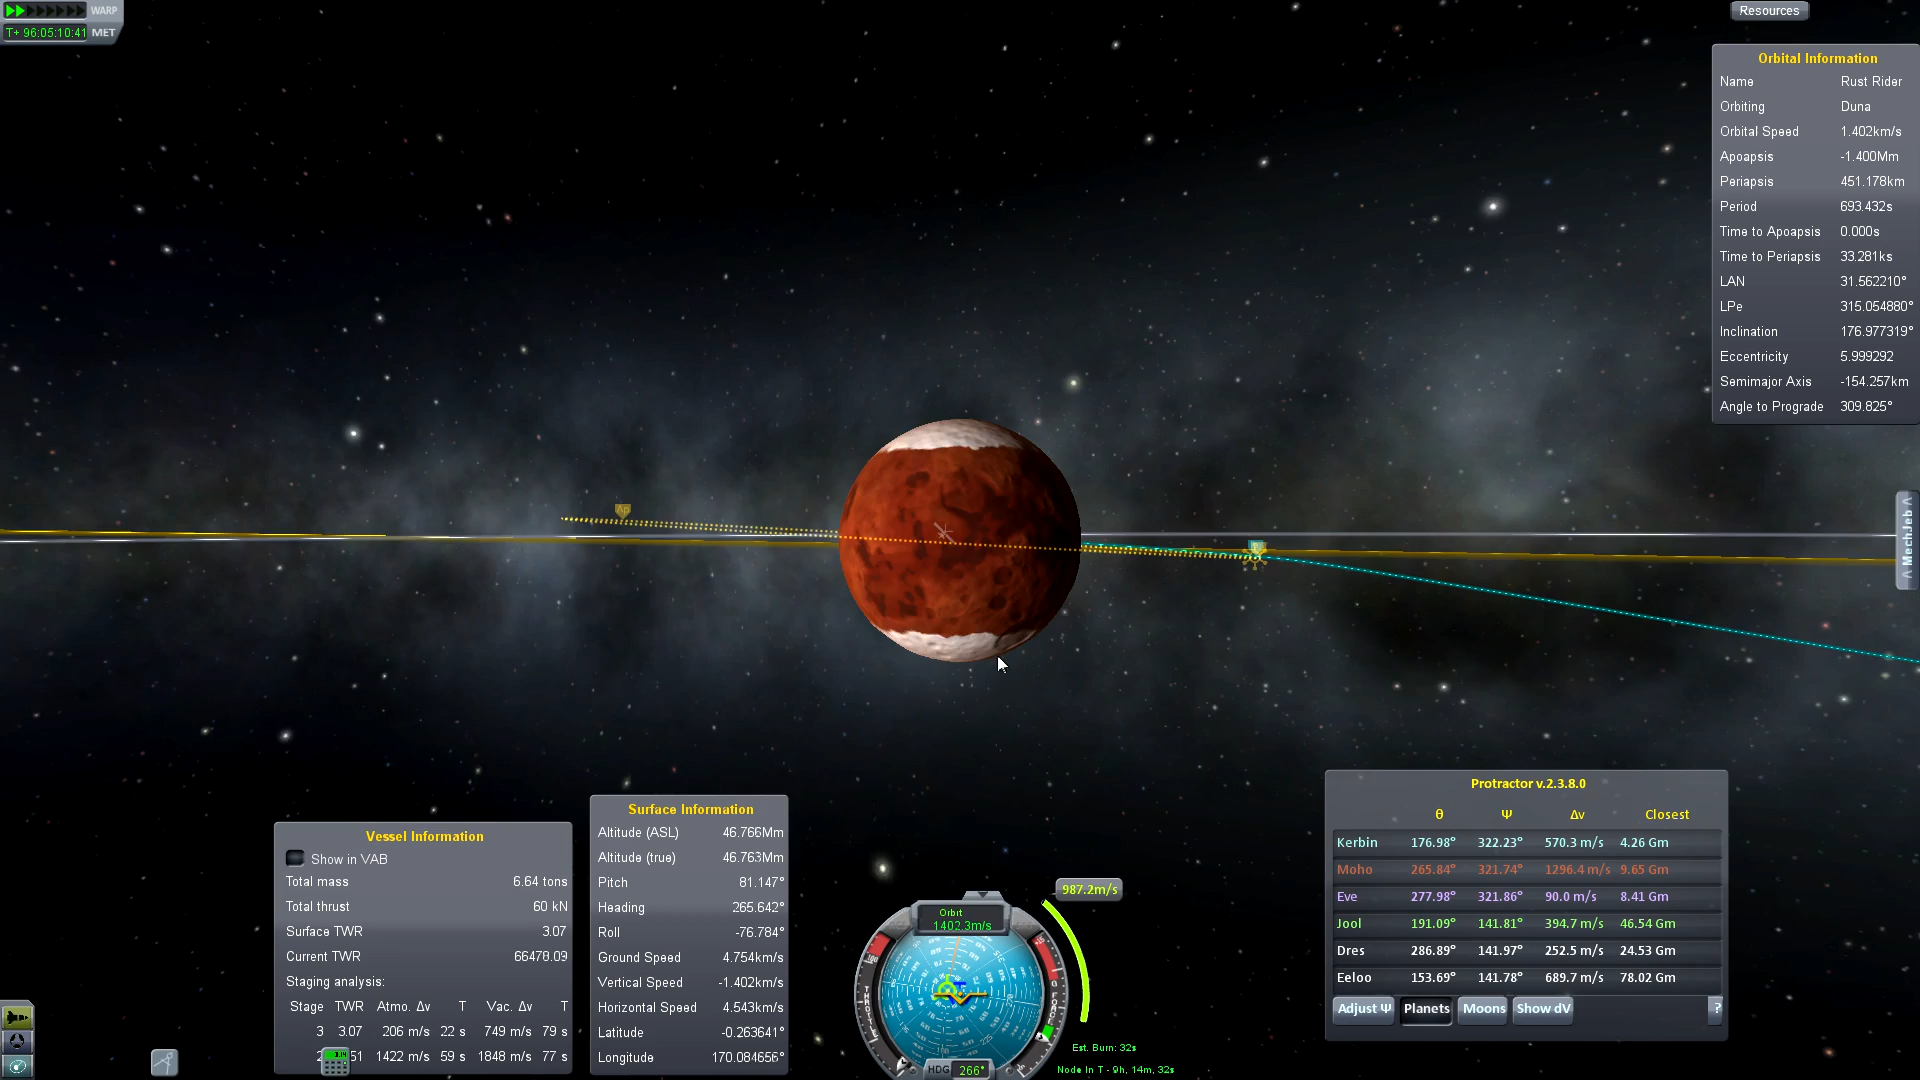 WARP
T+ 96:05:10:41 MET
Resources
Orbital Information
Name Rust Rider
Orbiting Duna
Orbital Speed 1.402km/s
Apoapsis -1.400Mm
Periapsis 451.178km
Period 693.432s
Time to Apoapsis 0.000s
Time to Periapsis 33.281ks
LAN 31.562210°
LPe 315.054880°
Inclination 176.977319°
Eccentricity 5.999292
Semimajor Axis -154.257km
Angle to Prograde 309.825°
Ap
< MechJeb <
Vessel Information
Show in VAB
Total mass 6.64 tons
Total thrust 60 kN
Surface TWR 3.07
Current TWR 66478.09
Staging analysis:
Stage TWR Atmo. Δv T Vac. Δv T
3 3.07 206 m/s 22 s 749 m/s 79 s
2 51 1422 m/s 59 s 1848 m/s 77 s
Surface Information
Altitude (ASL) 46.766Mm
Altitude (true) 46.763Mm
Pitch 81.147°
Heading 265.642°
Roll -76.784°
Ground Speed 4.754km/s
Vertical Speed -1.402km/s
Horizontal Speed 4.543km/s
Latitude -0.263641°
Longitude 170.084656°
987.2m/s
Orbit
1402.3m/s
THROTTLE
HDG 266°
Est. Burn: 32s
Node In T - 9h, 14m, 32s
Protractor v.2.3.8.0
θ Ψ Δv Closest
Kerbin 176.98° 322.23° 570.3 m/s 4.26 Gm
Moho 265.84° 321.74° 1296.4 m/s 9.65 Gm
Eve 277.98° 321.86° 90.0 m/s 8.41 Gm
Jool 191.09° 141.81° 394.7 m/s 46.54 Gm
Dres 286.89° 141.97° 252.5 m/s 24.53 Gm
Eeloo 153.69° 141.78° 689.7 m/s 78.02 Gm
Adjust Ψ Planets Moons Show dV ?